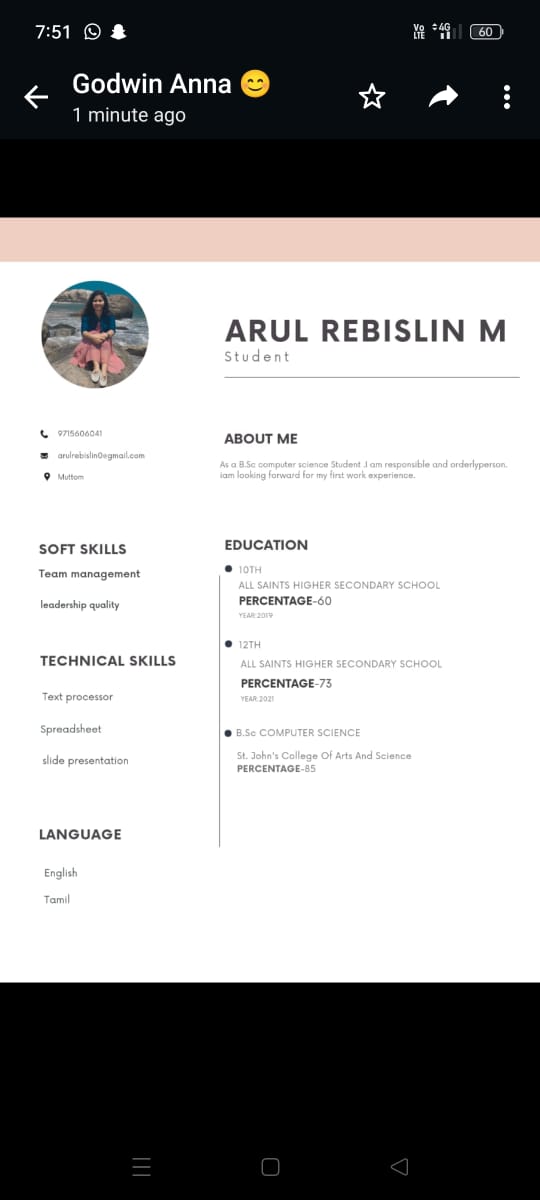 7:51
Vo LTE 4G 60
Godwin Anna 😊
1 minute ago
ARUL REBISLIN M
Student
9715606041
arulrebislin0@gmail.com
Muttom
ABOUT ME
As a B.Sc computer science Student .I am responsible and orderlyperson.
iam looking forward for my first work experience.
SOFT SKILLS
Team management
leadership quality
TECHNICAL SKILLS
Text processor
Spreadsheet
slide presentation
LANGUAGE
English
Tamil
EDUCATION
10TH
ALL SAINTS HIGHER SECONDARY SCHOOL
PERCENTAGE-60
YEAR:2019
12TH
ALL SAINTS HIGHER SECONDARY SCHOOL
PERCENTAGE-73
YEAR:2021
B.Sc COMPUTER SCIENCE
St. John's College Of Arts And Science
PERCENTAGE-85